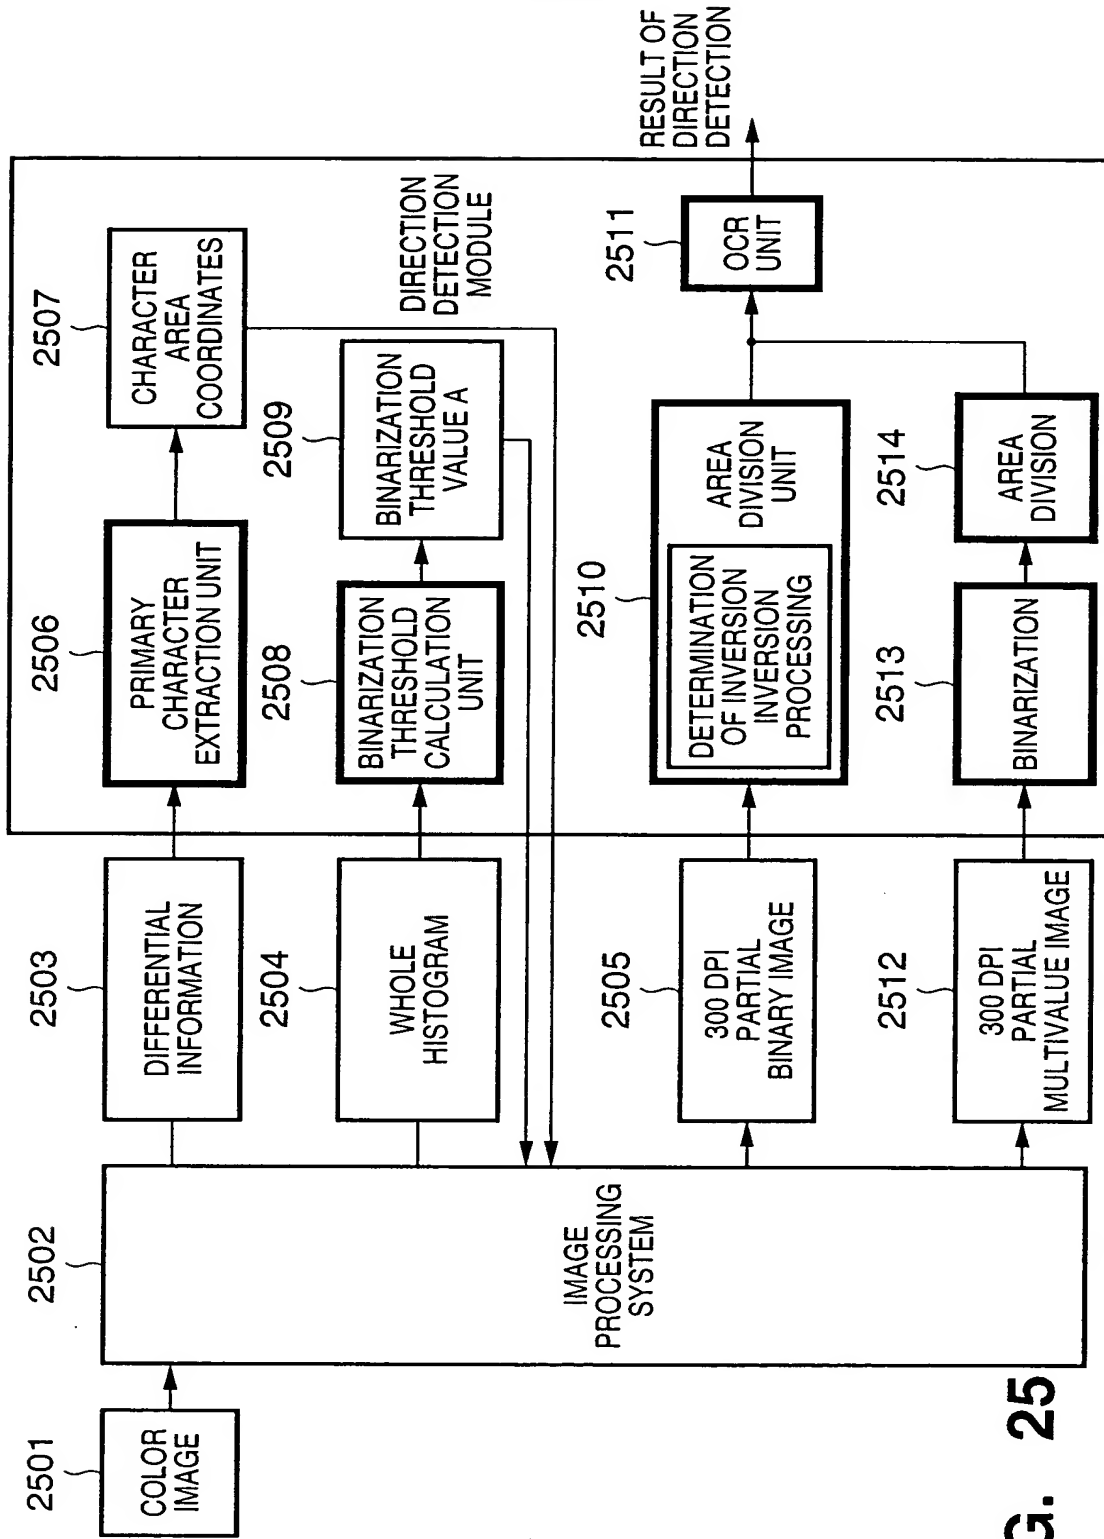 2501
COLOR
IMAGE
2502
IMAGE
PROCESSING
SYSTEM
2503
DIFFERENTIAL
INFORMATION
2504
WHOLE
HISTOGRAM
2505
300 DPI
PARTIAL
BINARY IMAGE
2512
300 DPI
PARTIAL
MULTIVALUE IMAGE
2506
PRIMARY
CHARACTER
EXTRACTION UNIT
2507
CHARACTER
AREA
COORDINATES
2508
BINARIZATION
THRESHOLD
CALCULATION
UNIT
2509
BINARIZATION
THRESHOLD
VALUE A
DIRECTION
DETECTION
MODULE
2510
AREA
DIVISION
UNIT
DETERMINATION
OF INVERSION
INVERSION
PROCESSING
2511
OCR
UNIT
RESULT OF
DIRECTION
DETECTION
2513
BINARIZATION
2514
AREA
DIVISION
G. 25